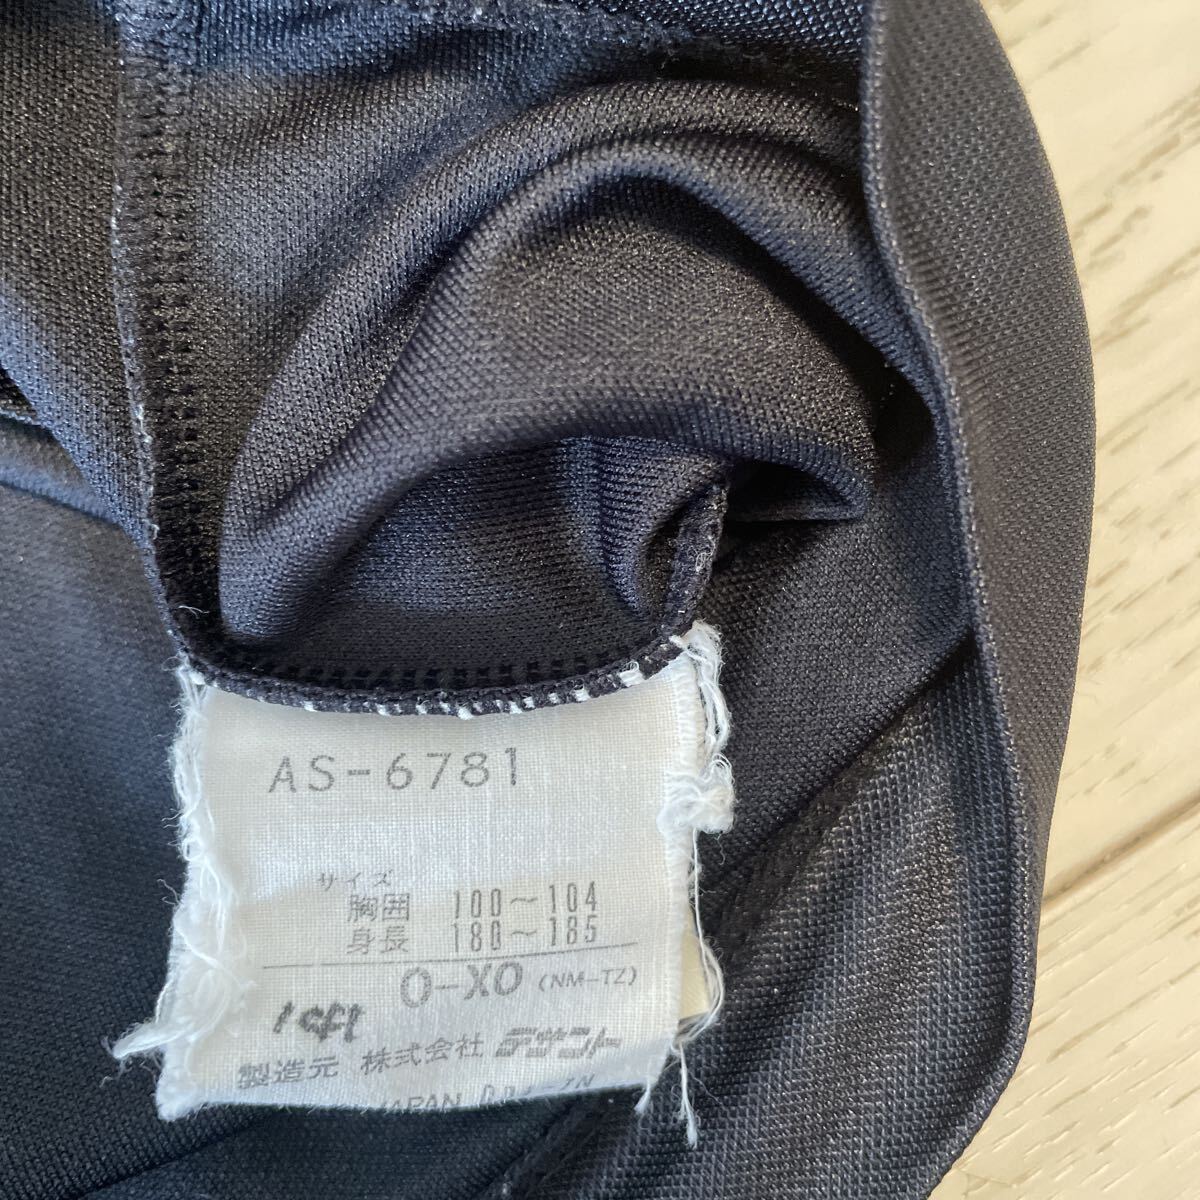 AS-6781
サイズ
胸囲 100～104
身長 180～185
O-XO (NM-TZ)
製造元 株式会社 デサント
JAPAN